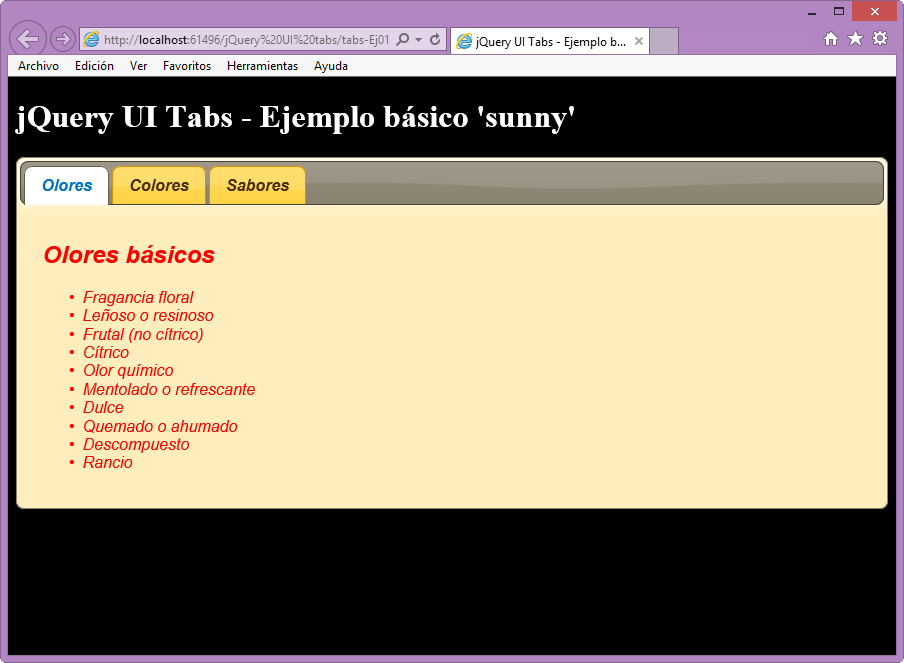 http://localhost:61496/jQuery%20UI%20tabs/tabs-Ej01
jQuery UI Tabs - Ejemplo b...
Archivo Edición Ver Favoritos Herramientas Ayuda
jQuery UI Tabs - Ejemplo básico 'sunny'
Olores Colores Sabores
Olores básicos
• Fragancia floral
• Leñoso o resinoso
• Frutal (no cítrico)
• Cítrico
• Olor químico
• Mentolado o refrescante
• Dulce
• Quemado o ahumado
• Descompuesto
• Rancio